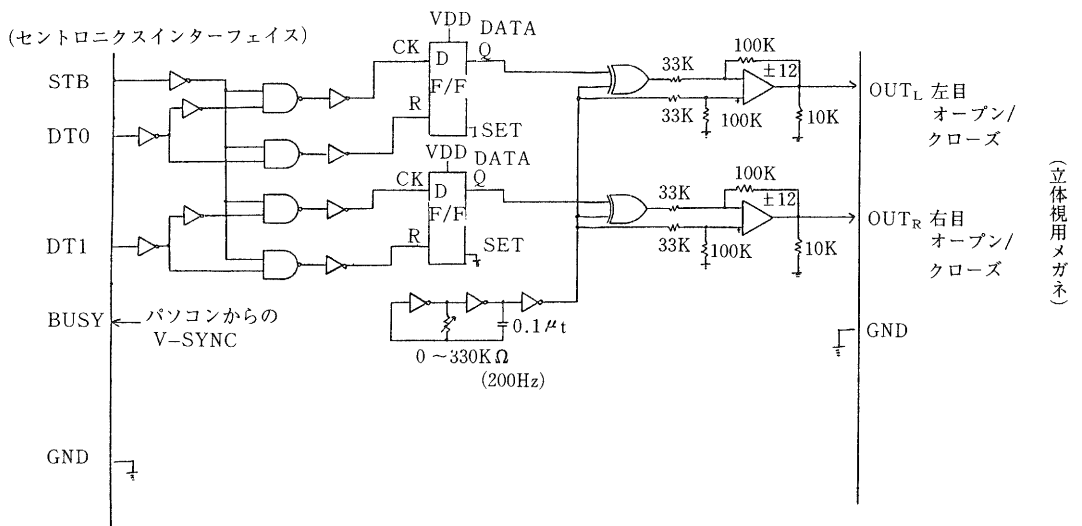 (セントロニクスインターフェイス)
STB
DT0
DT1
BUSY
パソコンからの
V-SYNC
GND
VDD
DATA
CK
D
Q
F/F
R
SET
VDD
DATA
CK
D
Q
F/F
R
SET
0~330KΩ
(200Hz)
0.1μt
33K
100K
±12
33K
100K
10K
33K
100K
±12
33K
100K
10K
OUTL 左目
オープン/
クローズ
OUTR 右目
オープン/
クローズ
GND
(立体視用メガネ)